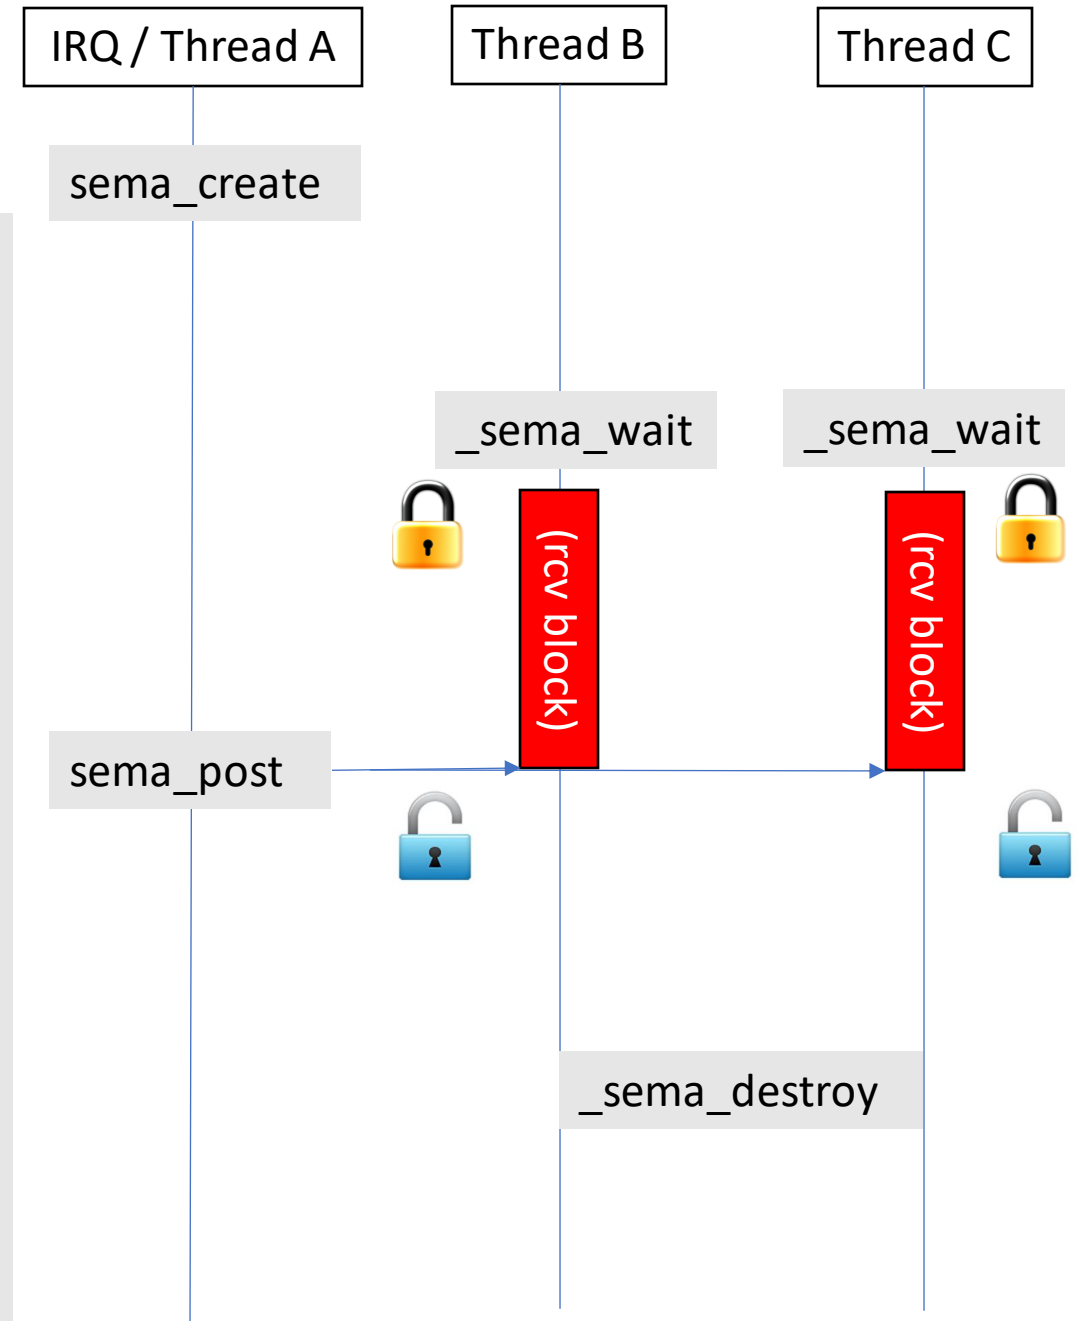 IRQ / Thread A
Thread B
Thread C
sema_create
_sema_wait
_sema_wait
(rcv block)
(rcv block)
sema_post
_sema_destroy